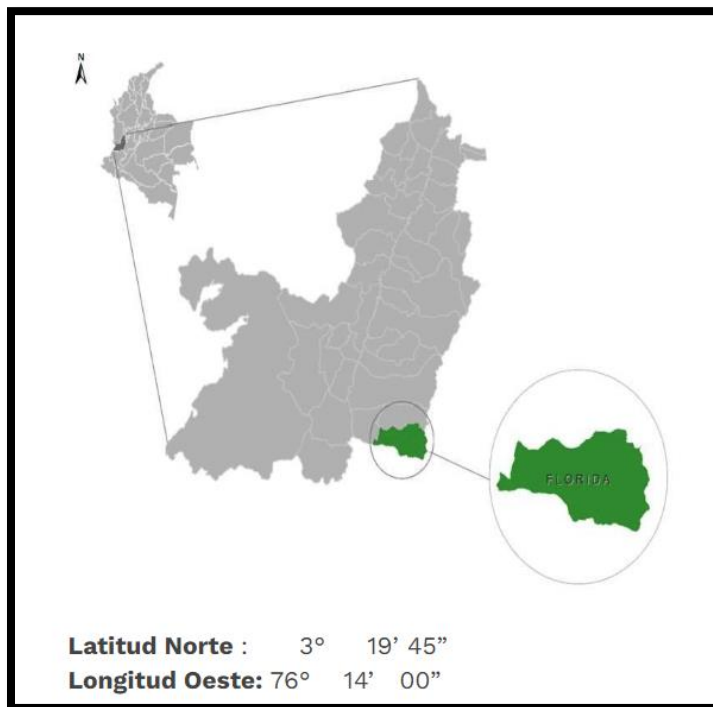 N
FLORIDA
Latitud Norte : 3° 19’ 45”
Longitud Oeste: 76° 14’ 00”